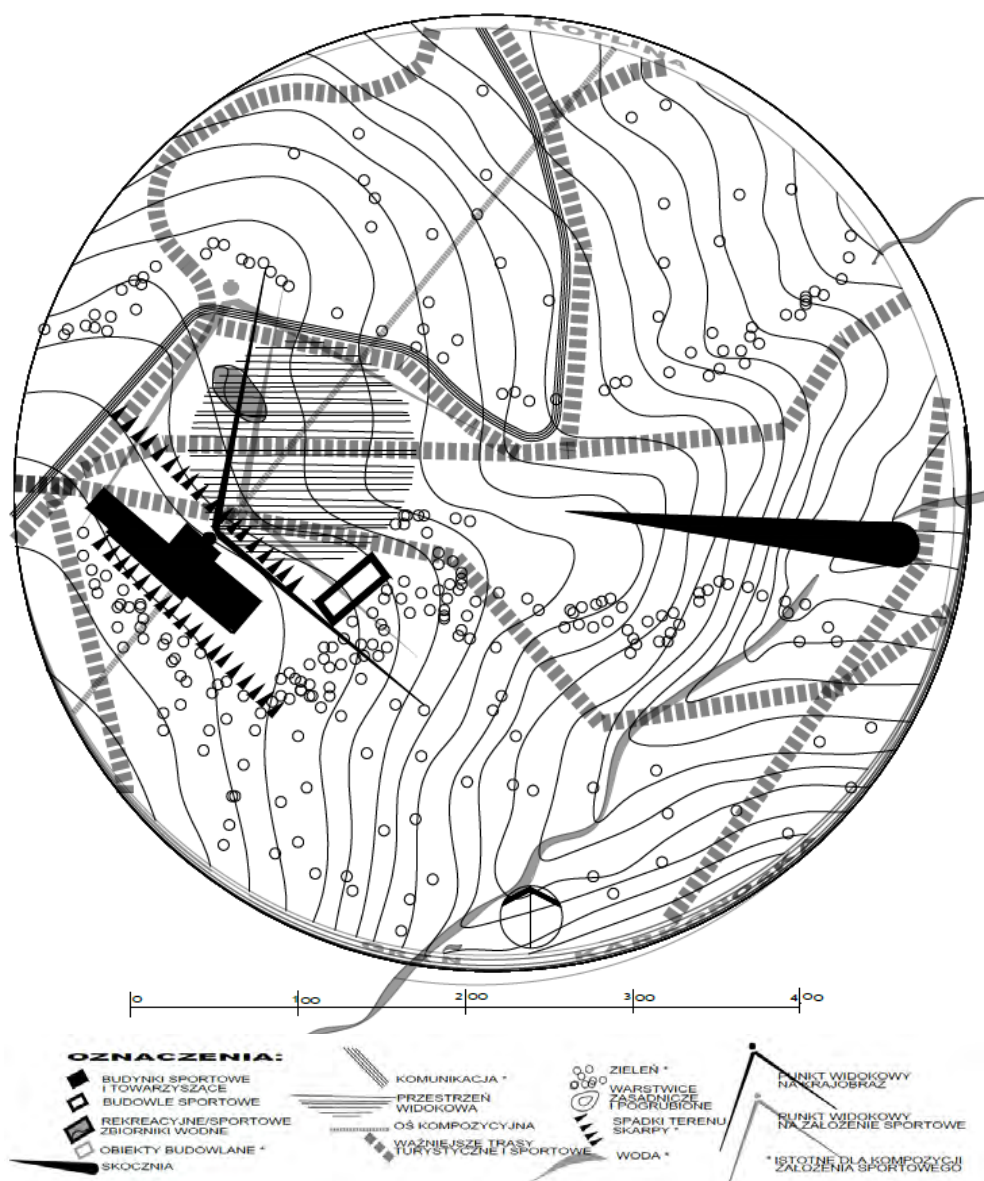 KOTLINA
0
100
200
300
400
OZNACZENIA:
BUDYNKI SPORTOWE
I TOWARZYSZĄCE
BUDOWLE SPORTOWE
REKREACYJNE/SPORTOWE
ZBIORNIKI WODNE
OBIEKTY BUDOWLANE *
SKOCZNIA
KOMUNIKACJA *
PRZESTRZEŃ
WIDOKOWA
OŚ KOMPOZYCYJNA
WAŻNIEJSZE TRASY
TURYSTYCZNE I SPORTOWE
ZIELEŃ *
WARSTWICE
ZASADNICZE
I POGRUBIONE
SPADKI TERENU
SKARPY *
WODA *
PUNKT WIDOKOWY
NA KRAJOBRAZ
PUNKT WIDOKOWY
NA ZAŁOŻENIE SPORTOWE
* ISTOTNE DLA KOMPOZYCJI
ZAŁOŻENIA SPORTOWEGO